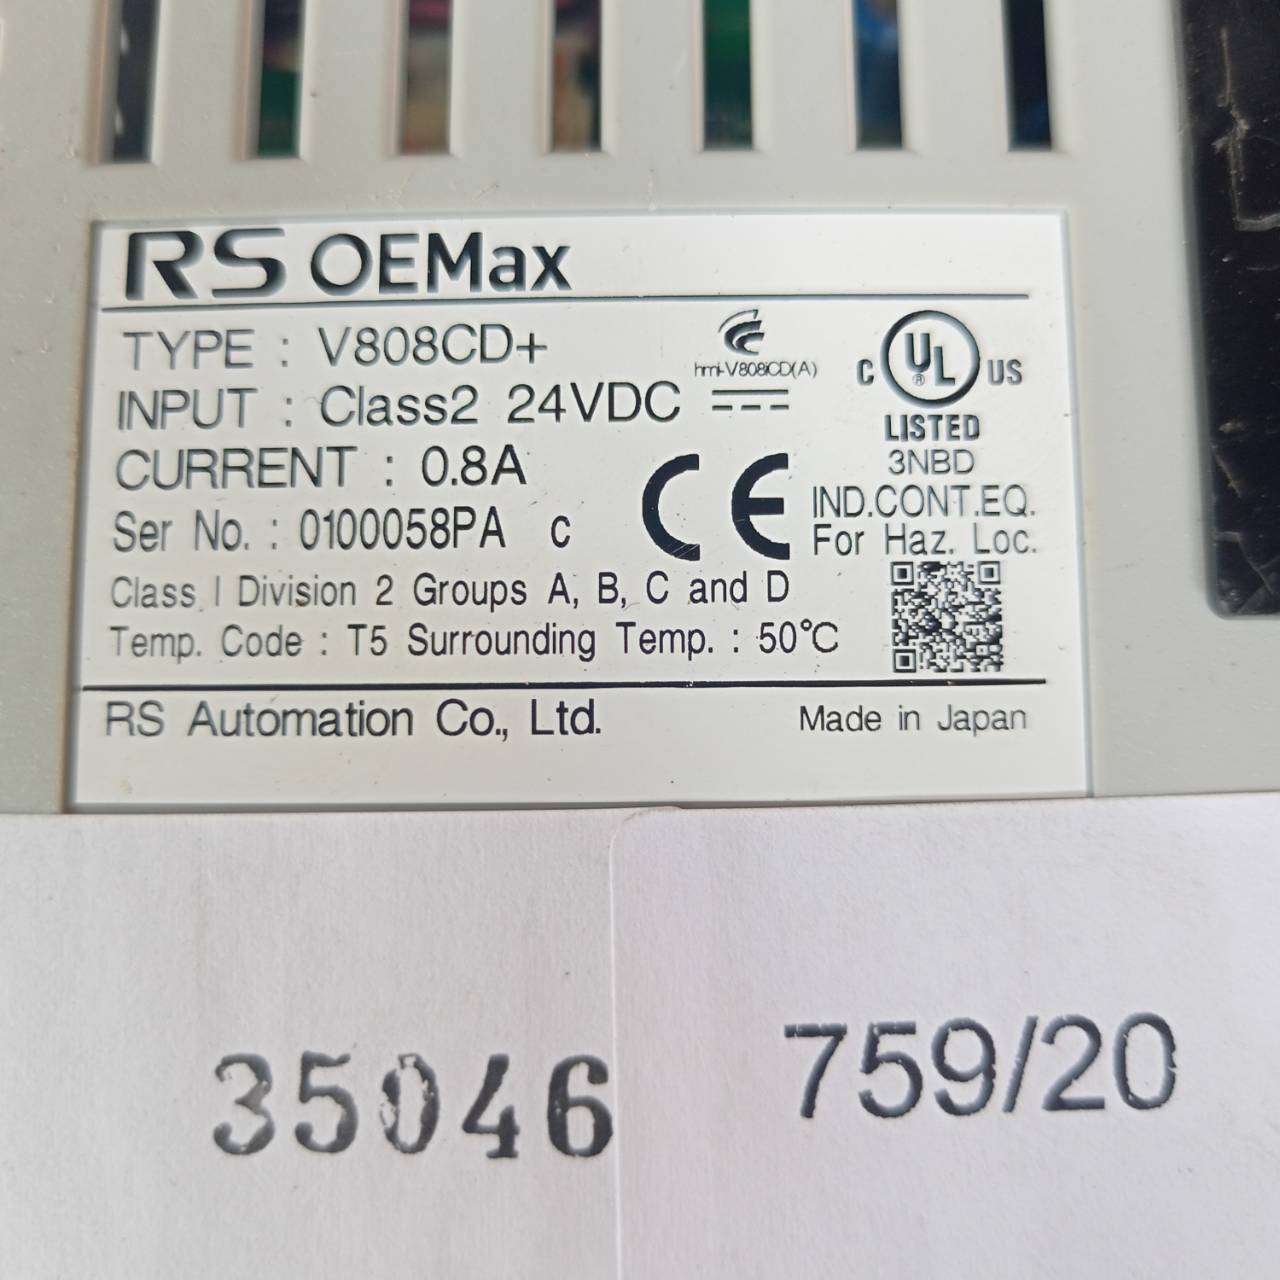 RS OEMax
TYPE : V808CD+
hmi-V808iCD(A)
INPUT : Class2 24VDC
CURRENT : 0.8A
Ser No. : 0100058PA c
CE
c UL ® US
LISTED
3NBD
IND.CONT.EQ.
For Haz. Loc.
Class I Division 2 Groups A, B, C and D
Temp. Code : T5 Surrounding Temp. : 50°C
RS Automation Co., Ltd.
Made in Japan
35046
759/20